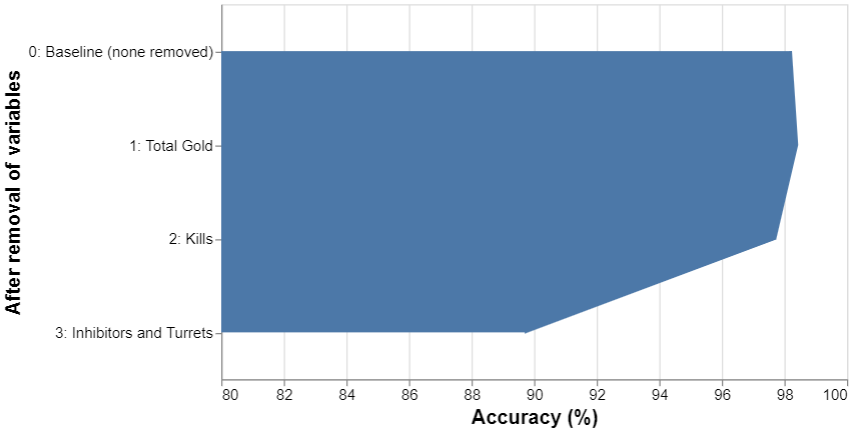 0: Baseline (none removed)
1: Total Gold
2: Kills
3: Inhibitors and Turrets
After removal of variables
80 82 84 86 88 90 92 94 96 98 100
Accuracy (%)